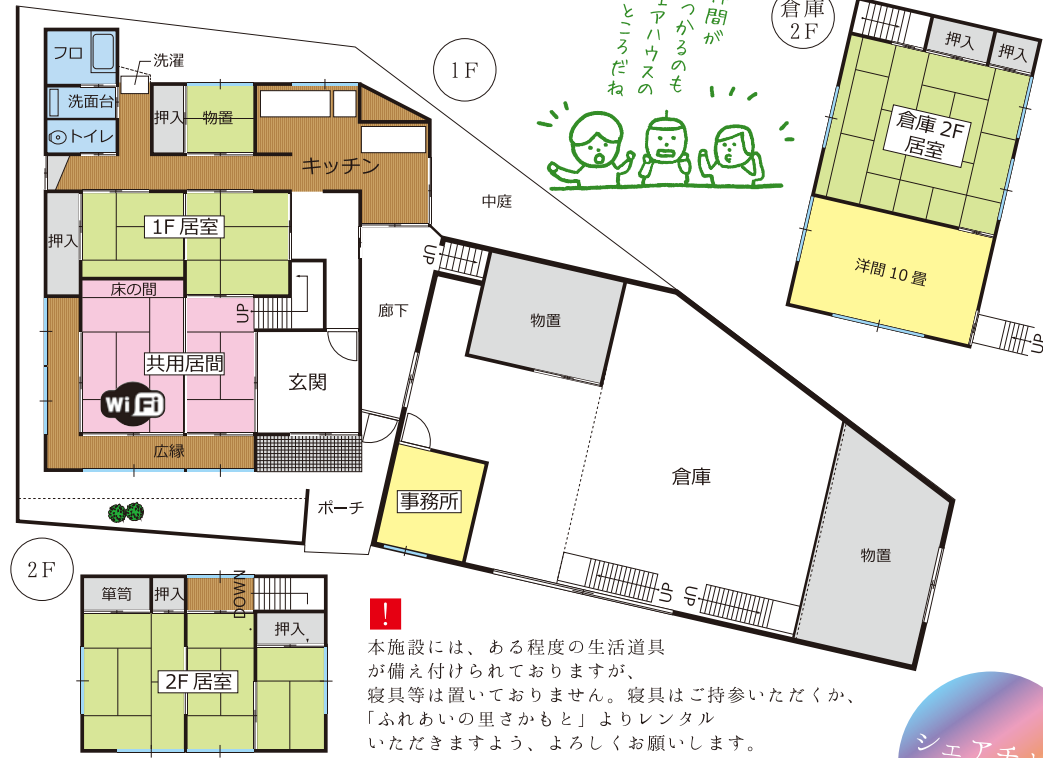 フロ
洗濯
洗面台
トイレ
押入
物置
キッチン
1F
押入
1F 居室
床の間
UP
共用居間
WiFi
玄関
広縁
廊下
中庭
ポーチ
間が
つかるのも
ェアハウスの
ところだね
倉庫
2F
押入
押入
倉庫 2F
居室
洋間 10 畳
UP
UP
物置
事務所
倉庫
物置
UP
UP
2F
箪笥
押入
DOWN
押入
2F 居室
!
本施設には、ある程度の生活道具
が備え付けられておりますが、
寝具等は置いておりません。寝具はご持参いただくか、
「ふれあいの里さかもと」よりレンタル
いただきますよう、よろしくお願いします。
シェアチ